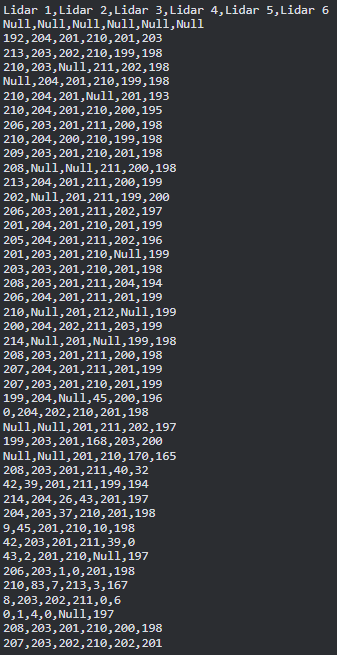 Lidar 1,Lidar 2,Lidar 3,Lidar 4,Lidar 5,Lidar 6
Null,Null,Null,Null,Null,Null
192,204,201,210,201,203
213,203,202,210,199,198
210,203,Null,211,202,198
Null,204,201,210,199,198
210,204,201,Null,201,193
210,204,201,210,200,195
206,203,201,211,200,198
210,204,200,210,199,198
209,203,201,210,201,198
208,Null,Null,211,200,198
213,204,201,211,200,199
202,Null,201,211,199,200
206,203,201,211,202,197
201,204,201,210,201,199
205,204,201,211,202,196
201,203,201,210,Null,199
203,203,201,210,201,198
208,203,201,211,204,194
206,204,201,211,201,199
210,Null,201,212,Null,199
200,204,202,211,203,199
214,Null,201,Null,199,198
208,203,201,211,200,198
207,204,201,211,201,199
207,203,201,210,201,199
199,204,Null,45,200,196
0,204,202,210,201,198
Null,Null,201,211,202,197
199,203,201,168,203,200
Null,Null,201,210,170,165
208,203,201,211,40,32
42,39,201,211,199,194
214,204,26,43,201,197
204,203,37,210,201,198
9,45,201,210,10,198
42,203,201,211,39,0
43,2,201,210,Null,197
206,203,1,0,201,198
210,83,7,213,3,167
8,203,202,211,0,6
0,1,4,0,Null,197
208,203,201,210,200,198
207,203,202,210,202,201